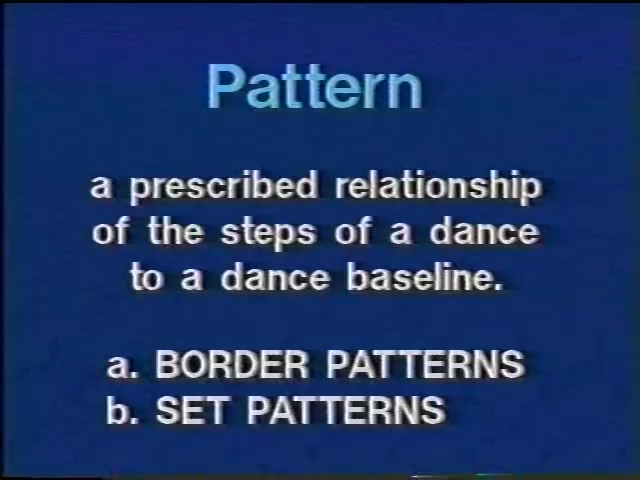 Pattern
a prescribed relationship
of the steps of a dance
to a dance baseline.
a. BORDER PATTERNS
b. SET PATTERNS